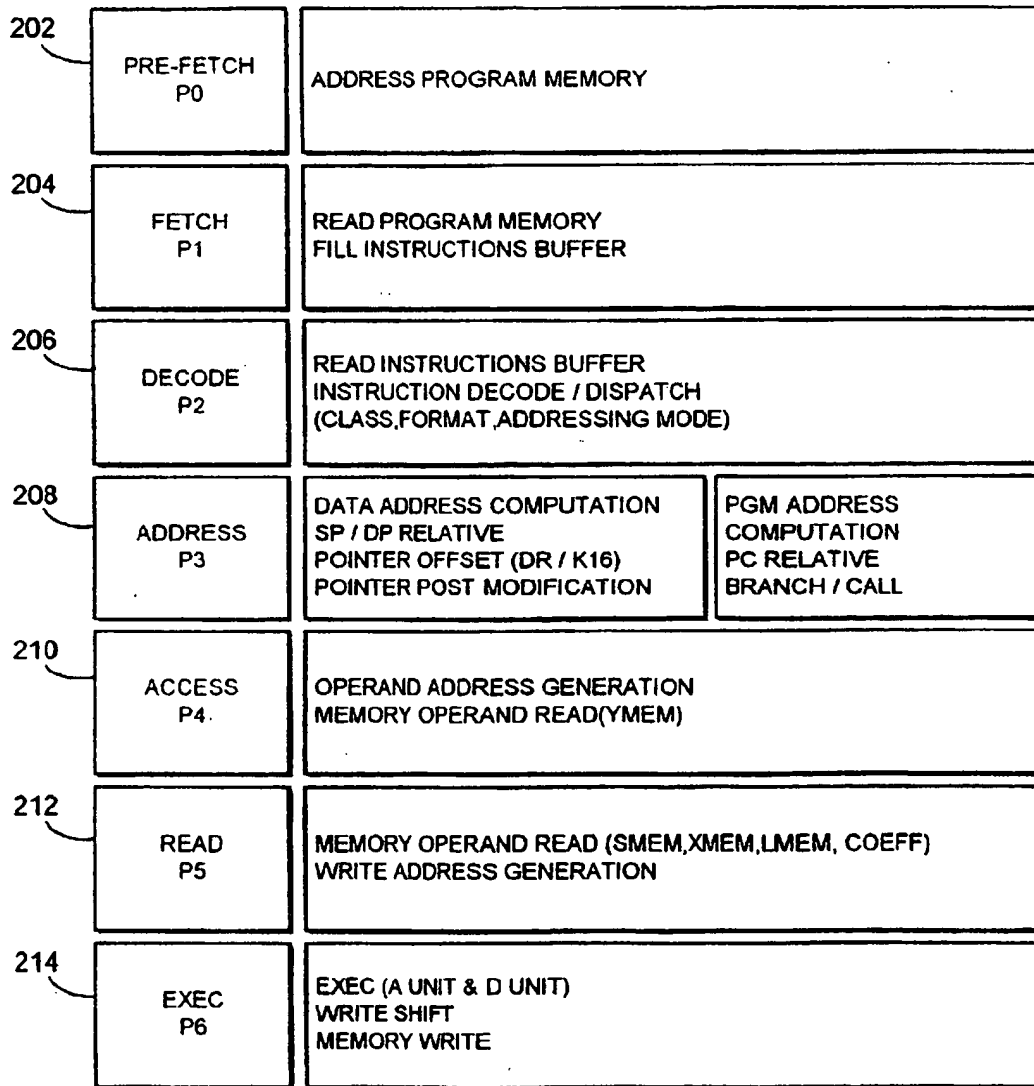 202
PRE-FETCH
P0
ADDRESS PROGRAM MEMORY
204
FETCH
P1
READ PROGRAM MEMORY
FILL INSTRUCTIONS BUFFER
206
DECODE
P2
READ INSTRUCTIONS BUFFER
INSTRUCTION DECODE / DISPATCH
(CLASS,FORMAT,ADDRESSING MODE)
208
ADDRESS
P3
DATA ADDRESS COMPUTATION
SP / DP RELATIVE
POINTER OFFSET (DR / K16)
POINTER POST MODIFICATION
PGM ADDRESS
COMPUTATION
PC RELATIVE
BRANCH / CALL
210
ACCESS
P4
OPERAND ADDRESS GENERATION
MEMORY OPERAND READ(YMEM)
212
READ
P5
MEMORY OPERAND READ (SMEM,XMEM,LMEM, COEFF)
WRITE ADDRESS GENERATION
214
EXEC
P6
EXEC (A UNIT & D UNIT)
WRITE SHIFT
MEMORY WRITE